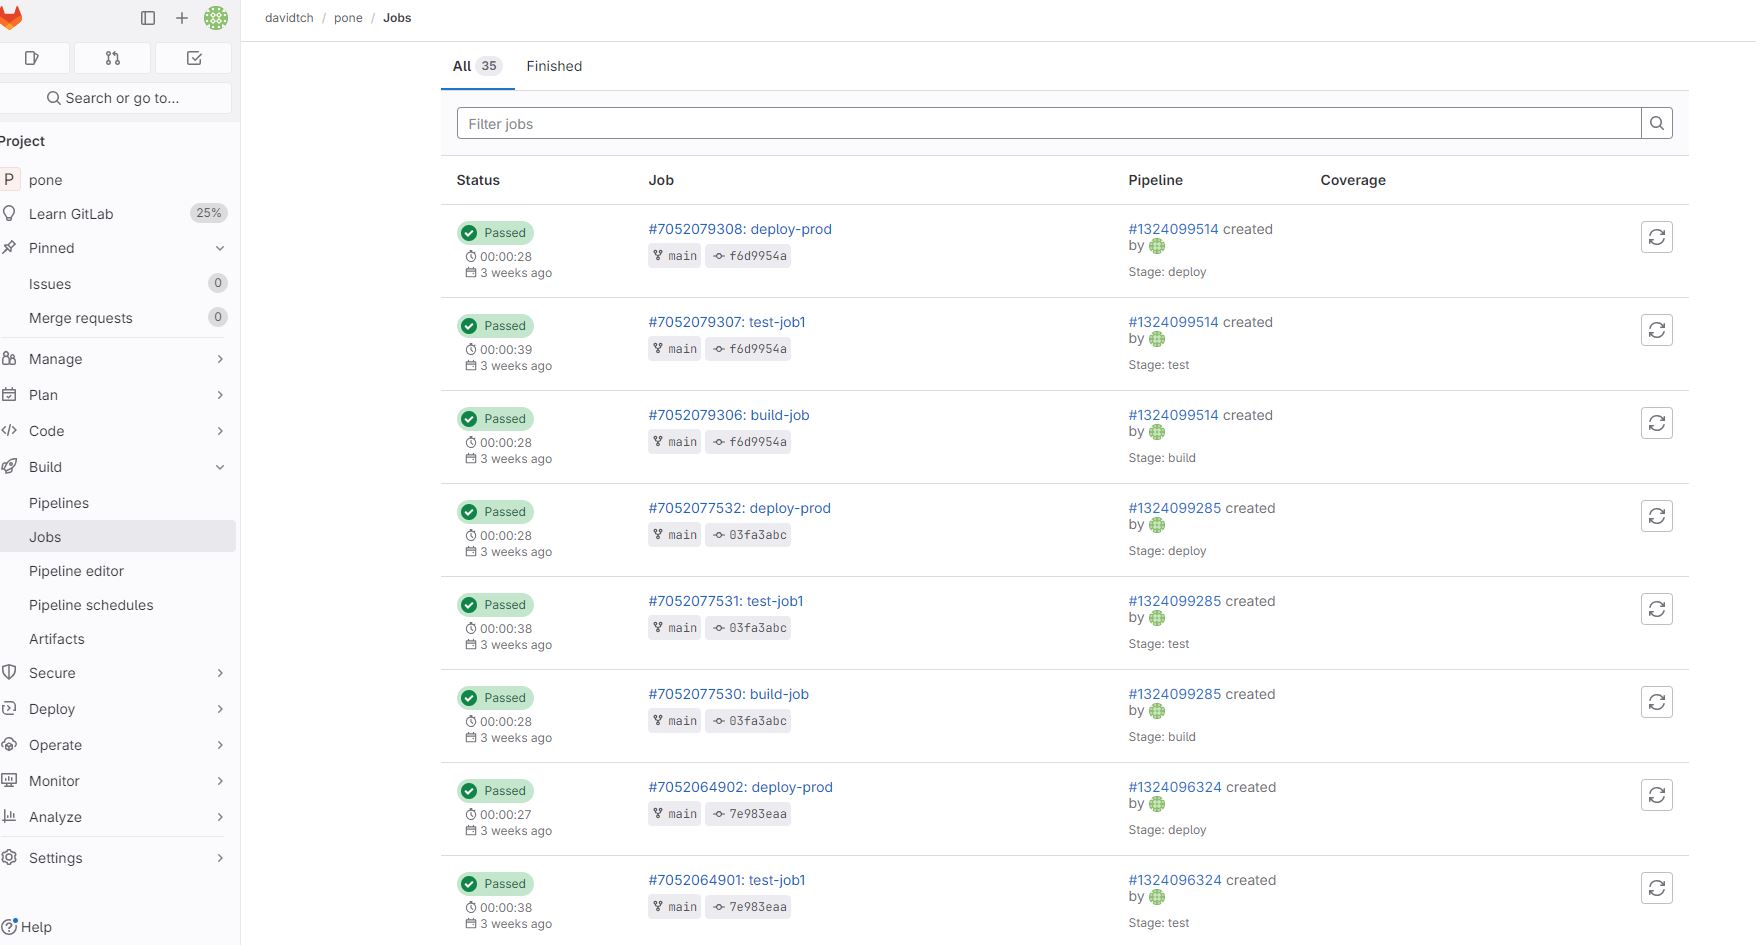 davidtch / pone / Jobs
Search or go to...
Project
P pone
Learn GitLab 25%
Pinned
Issues 0
Merge requests 0
Manage
Plan
Code
Build
Pipelines
Jobs
Pipeline editor
Pipeline schedules
Artifacts
Secure
Deploy
Operate
Monitor
Analyze
Settings
Help
All 35 Finished
Filter jobs
Status Job Pipeline Coverage
Passed
00:00:28
3 weeks ago
#7052079308: deploy-prod
main f6d9954a
#1324099514 created
by
Stage: deploy
Passed
00:00:39
3 weeks ago
#7052079307: test-job1
main f6d9954a
#1324099514 created
by
Stage: test
Passed
00:00:28
3 weeks ago
#7052079306: build-job
main f6d9954a
#1324099514 created
by
Stage: build
Passed
00:00:28
3 weeks ago
#7052077532: deploy-prod
main 03fa3abc
#1324099285 created
by
Stage: deploy
Passed
00:00:38
3 weeks ago
#7052077531: test-job1
main 03fa3abc
#1324099285 created
by
Stage: test
Passed
00:00:28
3 weeks ago
#7052077530: build-job
main 03fa3abc
#1324099285 created
by
Stage: build
Passed
00:00:27
3 weeks ago
#7052064902: deploy-prod
main 7e983eaa
#1324096324 created
by
Stage: deploy
Passed
00:00:38
3 weeks ago
#7052064901: test-job1
main 7e983eaa
#1324096324 created
by
Stage: test